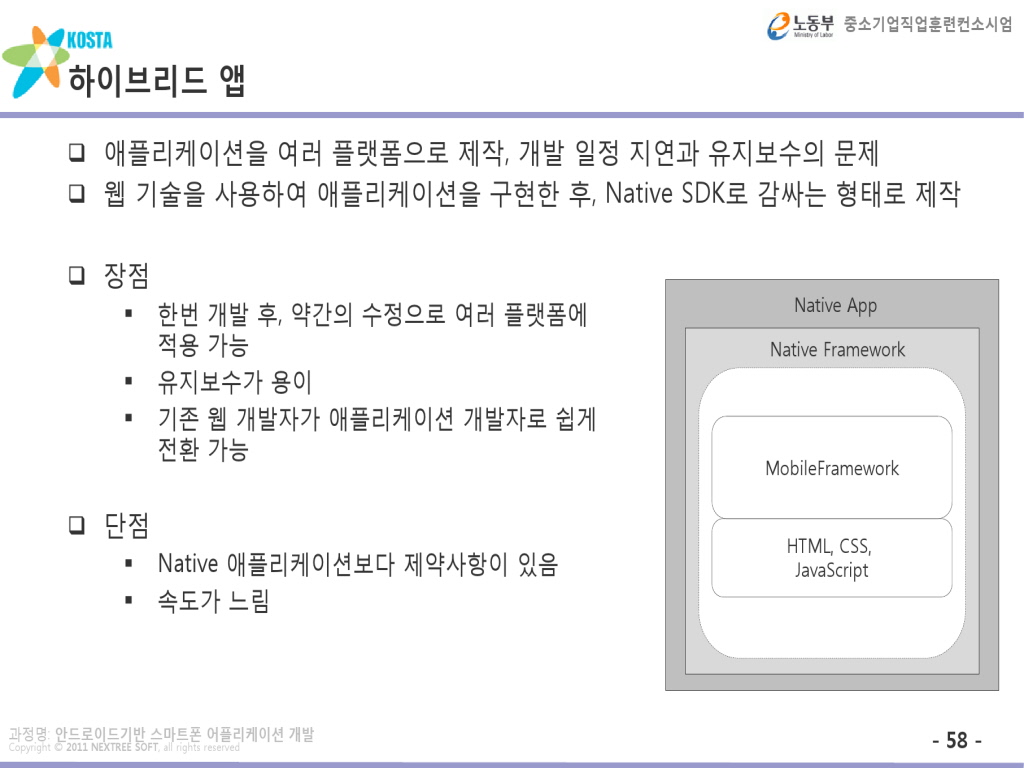 노동부
Ministry of Labor
중소기업직업훈련컨소시엄
KOSTA
하이브리드 앱
❑ 애플리케이션을 여러 플랫폼으로 제작, 개발 일정 지연과 유지보수의 문제
❑ 웹 기술을 사용하여 애플리케이션을 구현한 후, Native SDK로 감싸는 형태로 제작
❑ 장점
▪ 한번 개발 후, 약간의 수정으로 여러 플랫폼에
적용 가능
▪ 유지보수가 용이
▪ 기존 웹 개발자가 애플리케이션 개발자로 쉽게
전환 가능
❑ 단점
▪ Native 애플리케이션보다 제약사항이 있음
▪ 속도가 느림
Native App
Native Framework
MobileFramework
HTML, CSS,
JavaScript
과정명: 안드로이드기반 스마트폰 어플리케이션 개발
Copyright © 2011 NEXTREE SOFT, all rights reserved
- 58 -